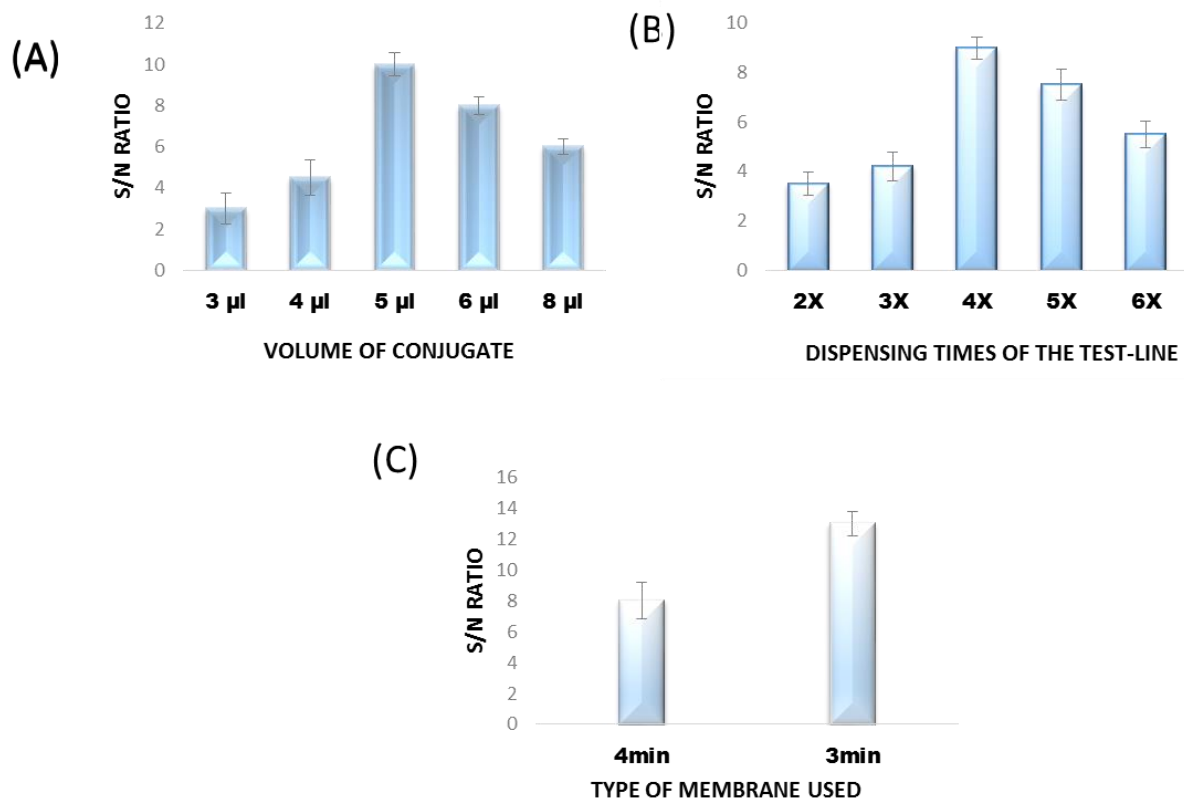 (A)
12
10
8
6
4
2
0
S/N RATIO
3 µl 4 µl 5 µl 6 µl 8 µl
VOLUME OF CONJUGATE
(B)
10
8
6
4
2
0
S/N RATIO
2X 3X 4X 5X 6X
DISPENSING TIMES OF THE TEST-LINE
(C)
16
14
12
10
8
6
4
2
0
S/N RATIO
4min 3min
TYPE OF MEMBRANE USED